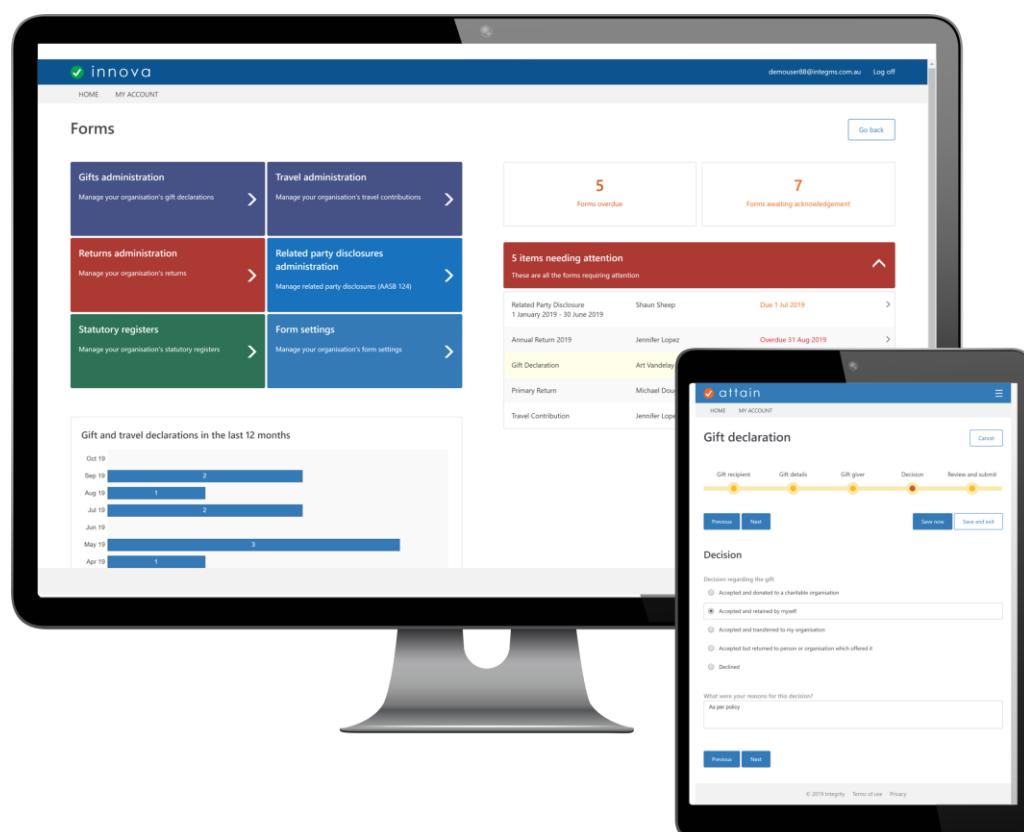 innova
demouser88@integms.com.au Log off
HOME MY ACCOUNT
Forms
Go back
Gifts administration
Manage your organisation's gift declarations
Travel administration
Manage your organisation's travel contributions
Returns administration
Manage your organisation's returns
Related party disclosures
administration
Manage related party disclosures (AASB 124)
Statutory registers
Manage your organisation's statutory registers
Form settings
Manage your organisation's form settings
5
Forms overdue
7
Forms awaiting acknowledgement
5 items needing attention
These are all the forms requiring attention
Related Party Disclosure Shaun Sheep Due 1 Jul 2019
1 January 2019 - 30 June 2019
Annual Return 2019 Jennifer Lopez Overdue 31 Aug 2019
Gift Declaration Art Vandelay
Primary Return Michael Dou
Travel Contribution Jennifer Lope
Gift and travel declarations in the last 12 months
Oct 19
Sep 19 2
Aug 19 1
Jul 19 2
Jun 19
May 19 3
Apr 19 1
attain
HOME MY ACCOUNT
Gift declaration
Cancel
Gift recipient Gift details Gift giver Decision Review and submit
Previous Next Save now Save and exit
Decision
Decision regarding the gift
Accepted and donated to a charitable organisation
Accepted and retained by myself
Accepted and transferred to my organisation
Accepted but returned to person or organisation which offered it
Declined
What were your reasons for this decision?
As per policy
Previous Next
© 2019 Integrity Terms of use Privacy